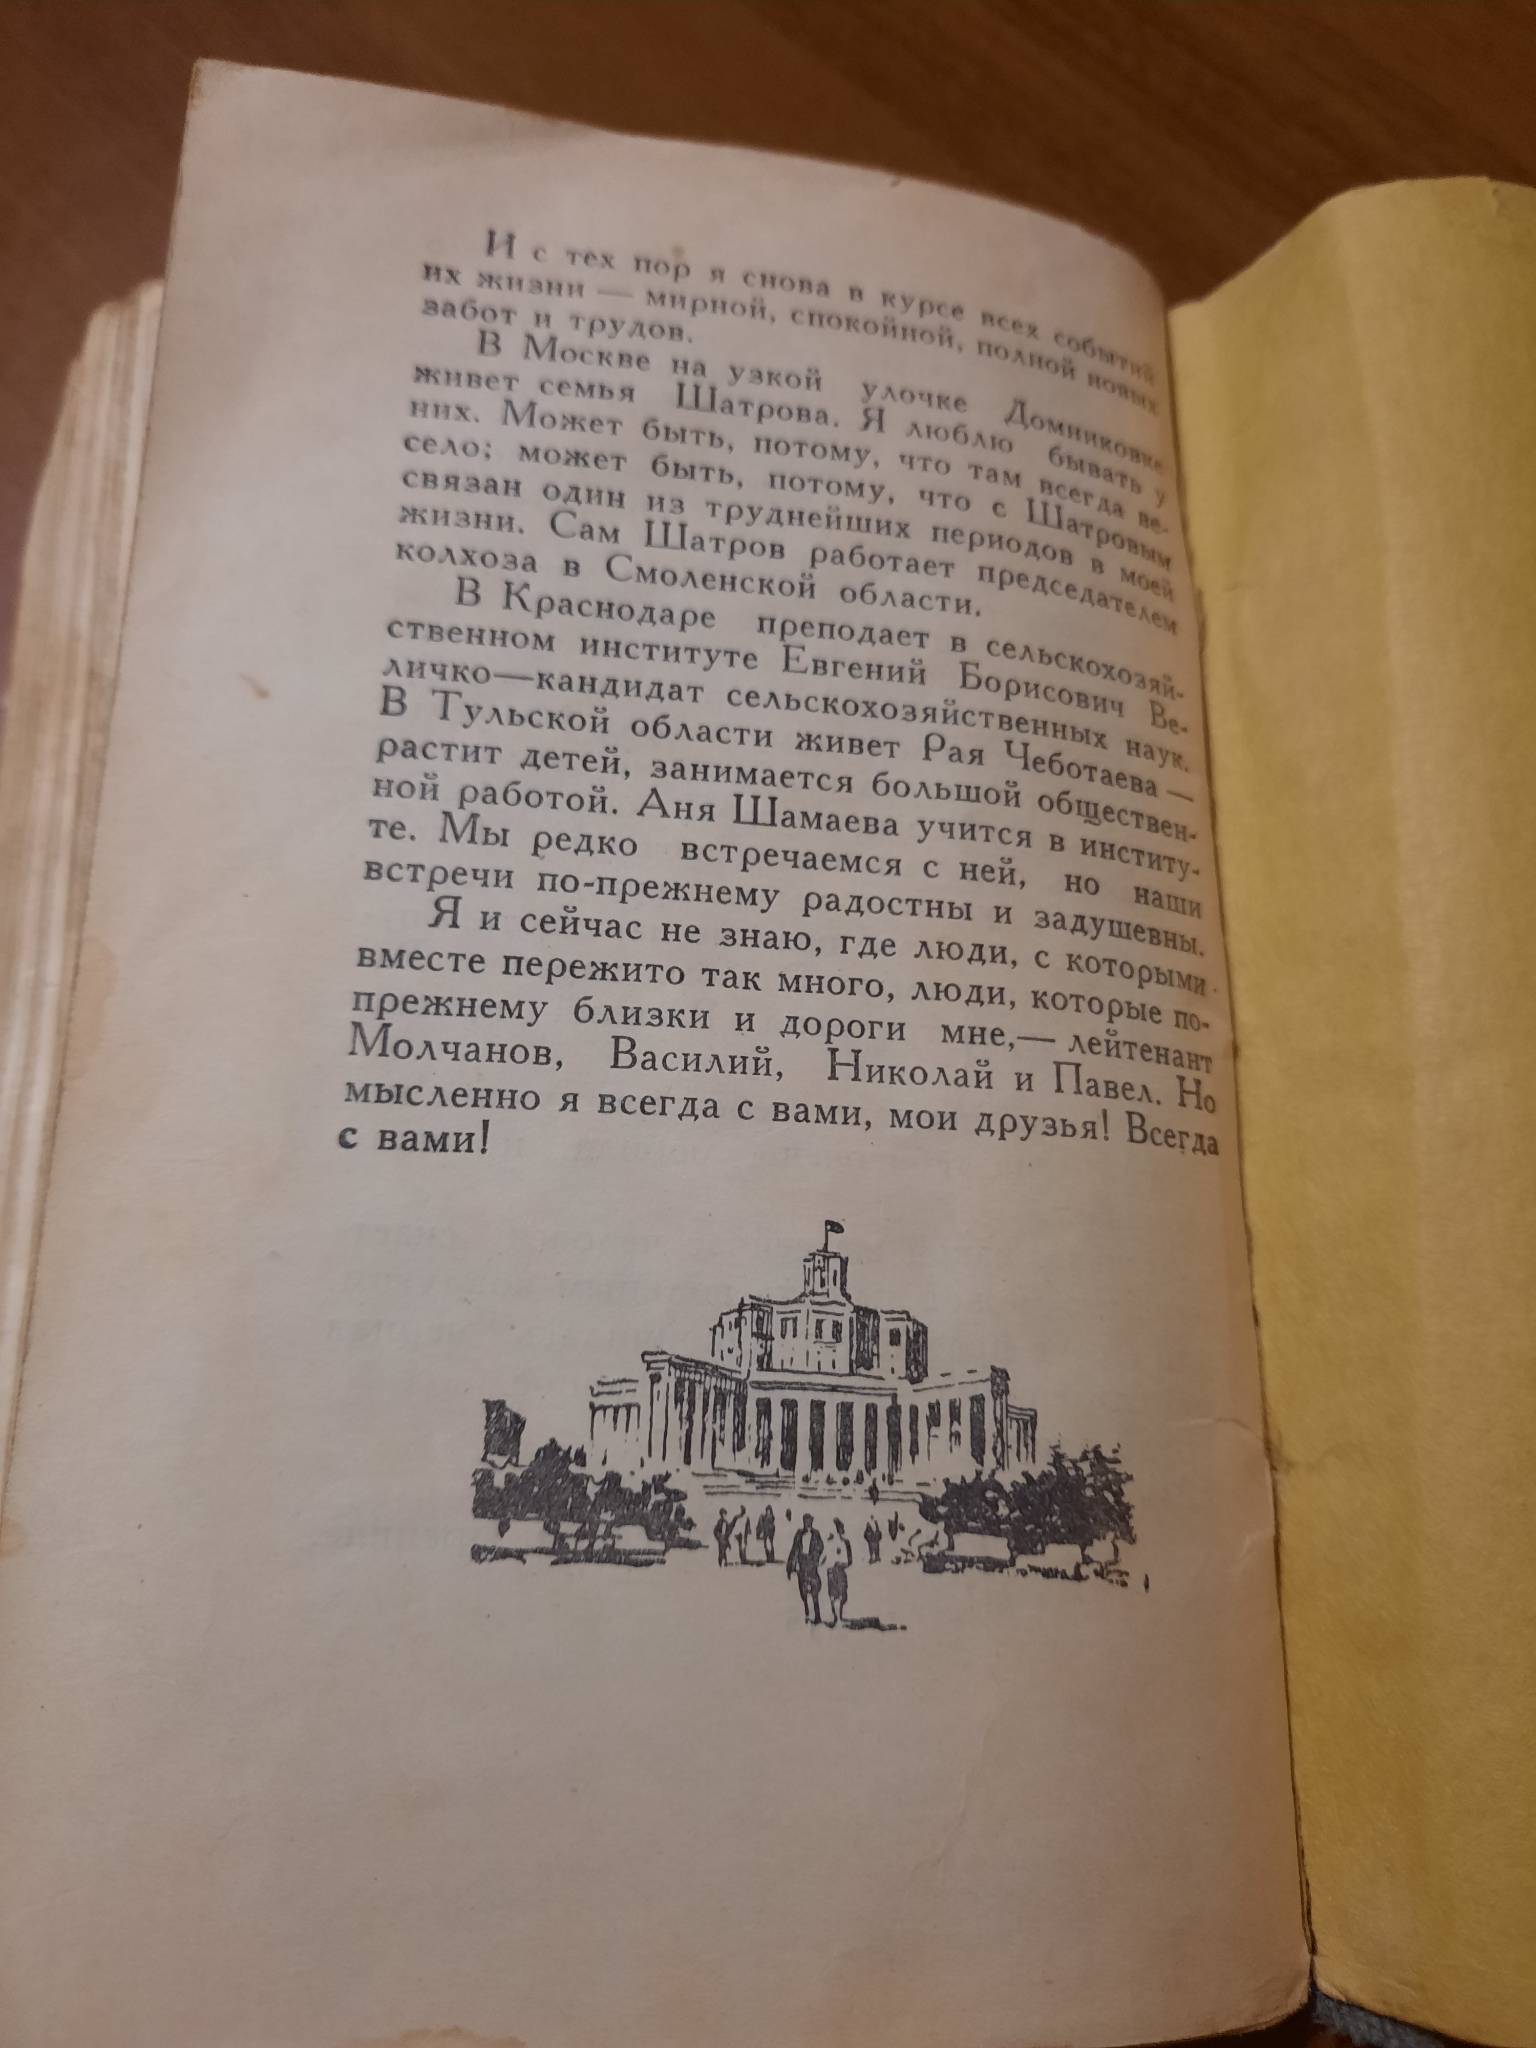 И с тех пор я снова в курсе всех событий
их жизни — мирной, спокойной, полной новых
забот и трудов.
В Москве на узкой улочке Домниковке
живет семья Шатрова. Я люблю бывать у
них. Может быть, потому, что там всегда ве-
село; может быть, потому, что с Шатровым
связан один из труднейших периодов в моей
жизни. Сам Шатров работает председателем
колхоза в Смоленской области.
В Краснодаре преподает в сельскохозяй-
ственном институте Евгений Борисович Ве-
личко—кандидат сельскохозяйственных наук.
В Тульской области живет Рая Чеботаева —
растит детей, занимается большой обществен-
ной работой. Аня Шамаева учится в институ-
те. Мы редко встречаемся с ней, но наши
встречи по-прежнему радостны и задушевны.
Я и сейчас не знаю, где люди, с которыми
вместе пережито так много, люди, которые по-
прежнему близки и дороги мне,— лейтенант
Молчанов, Василий, Николай и Павел. Но
мысленно я всегда с вами, мои друзья! Всегда
с вами!